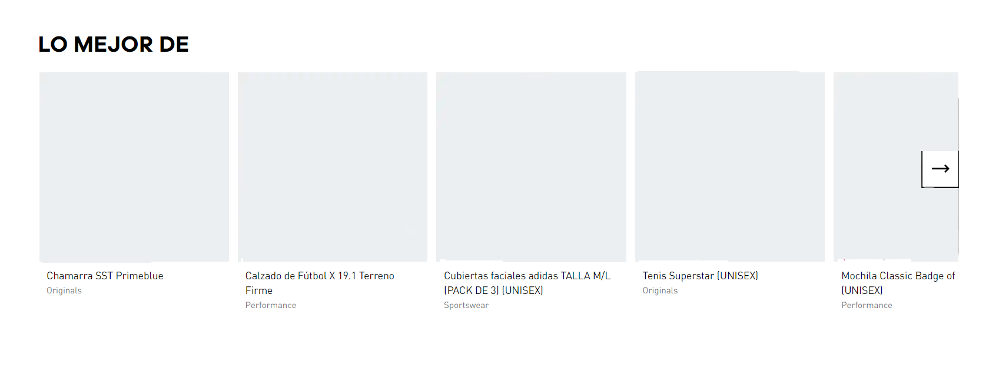 LO MEJOR DE
Chamarra SST Primeblue
Originals
Calzado de Fútbol X 19.1 Terreno
Firme
Performance
Cubiertas faciales adidas TALLA M/L
(PACK DE 3) (UNISEX)
Sportswear
Tenis Superstar (UNISEX)
Originals
Mochila Classic Badge of
(UNISEX)
Performance